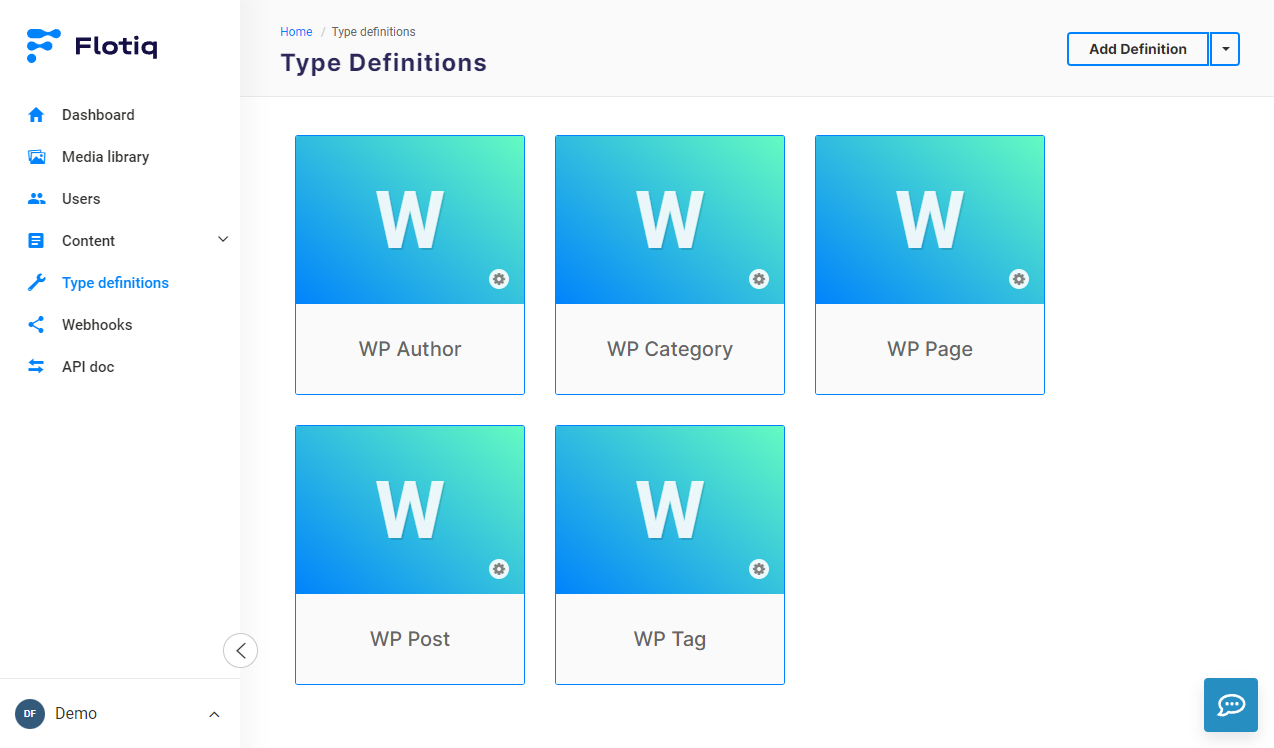 Flotiq
Dashboard
Media library
Users
Content
Type definitions
Webhooks
API doc
DF Demo
Home / Type definitions
Type Definitions
Add Definition
W
WP Author
W
WP Category
W
WP Page
W
WP Post
W
WP Tag